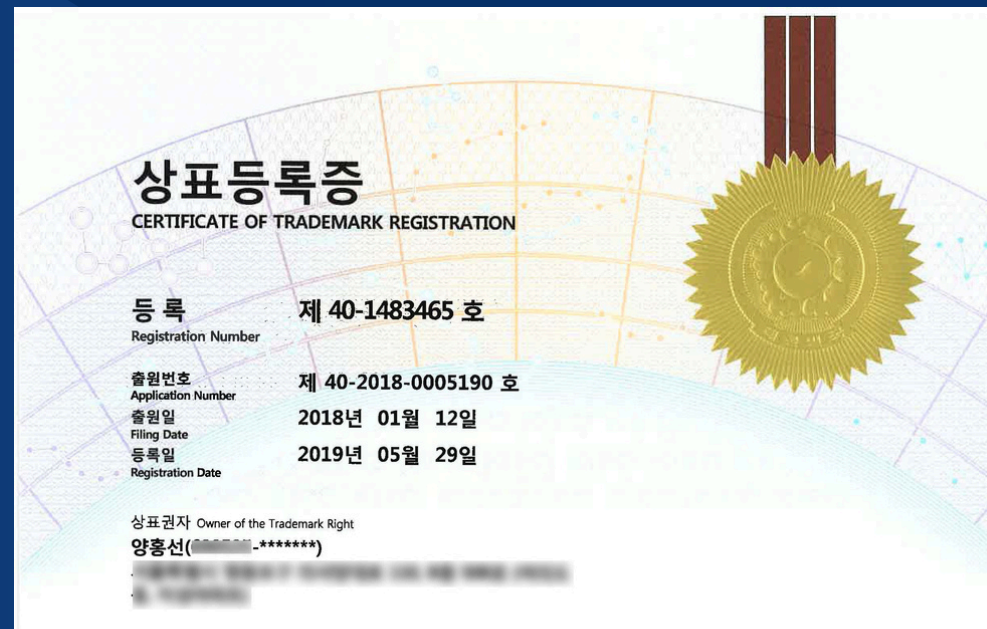 상표등록증
CERTIFICATE OF TRADEMARK REGISTRATION
등 록 제 40-1483465 호
Registration Number
출원번호 제 40-2018-0005190 호
Application Number
출원일 2018년 01월 12일
Filing Date
등록일 2019년 05월 29일
Registration Date
상표권자 Owner of the Trademark Right
양홍선( -*******)